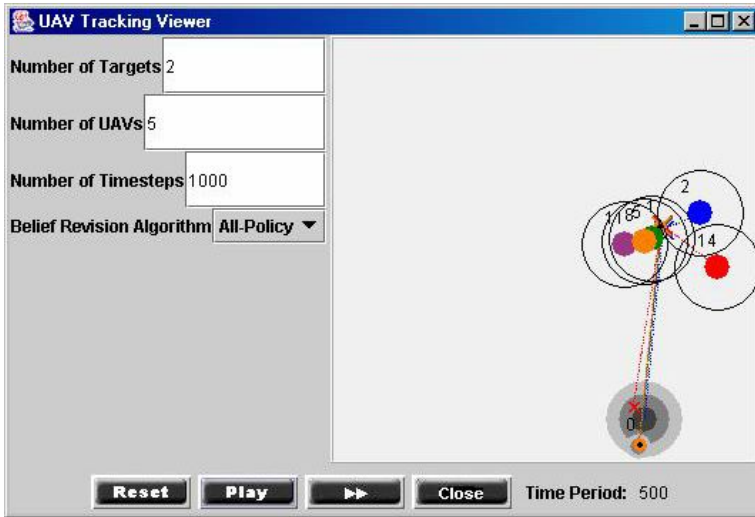 UAV Tracking Viewer
Number of Targets 2
Number of UAVs 5
Number of Timesteps 1000
Belief Revision Algorithm All-Policy
2
14
0
Reset Play Close Time Period: 500